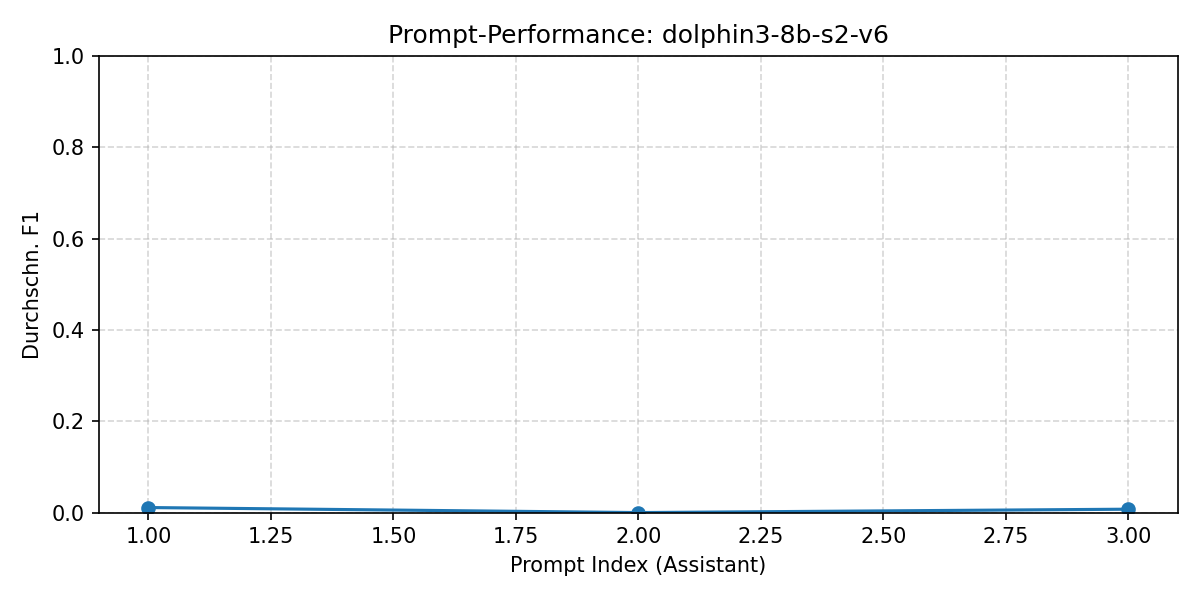 Prompt-Performance: dolphin3-8b-s2-v6
1.0
0.8
0.6
0.4
0.2
0.0
Durchschn. F1
1.00 1.25 1.50 1.75 2.00 2.25 2.50 2.75 3.00
Prompt Index (Assistant)